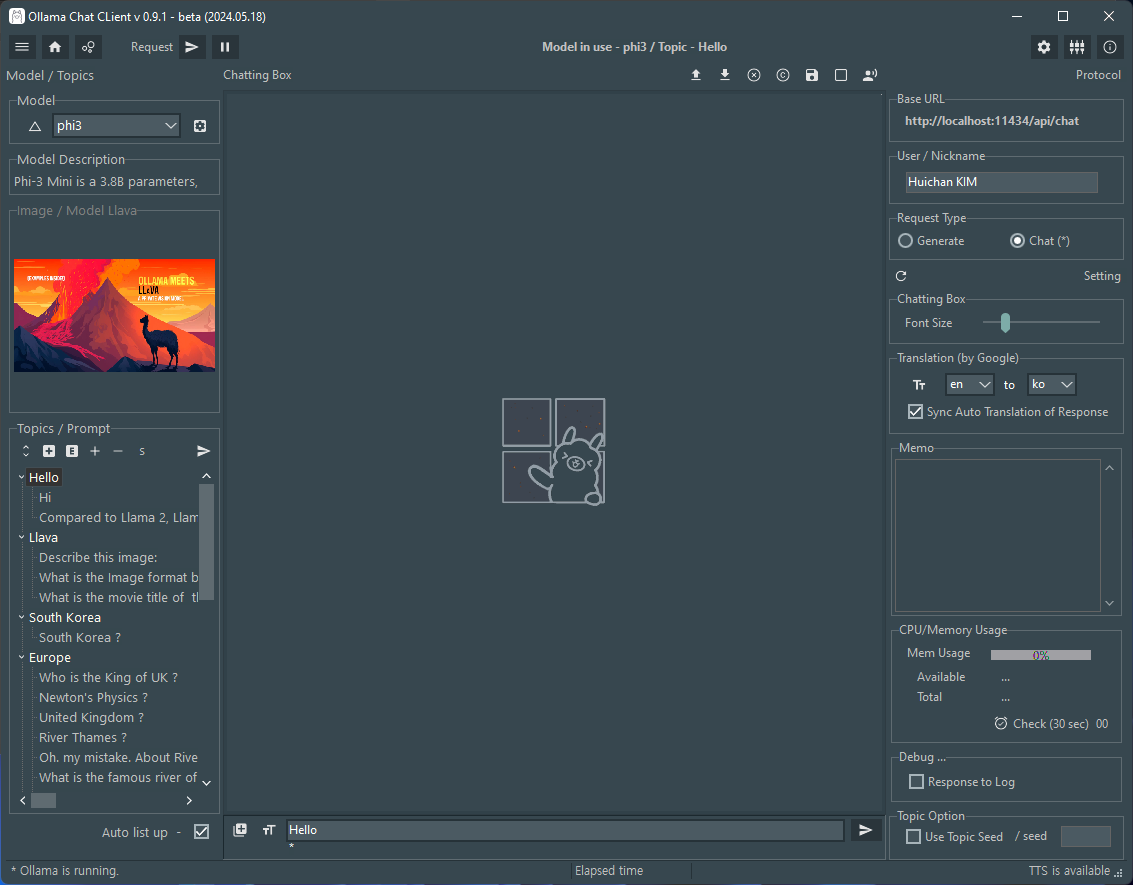 Ollama Chat CLient v 0.9.1 - beta (2024.05.18)
Request
Model in use - phi3 / Topic - Hello
Model / Topics
Chatting Box
Protocol
Model
phi3
Model Description
Phi-3 Mini is a 3.8B parameters,
Image / Model Llava
(EXAMPLES INSIDE!)
OLLAMA MEETS
LLAVA
Topics / Prompt
E
S
Hello
Hi
Compared to Llama 2, Llam
Llava
Describe this image:
What is the Image format b
What is the movie title of
South Korea
South Korea ?
Europe
Who is the King of UK ?
Newton's Physics ?
United Kingdom ?
River Thames ?
Oh. my mistake. About Rive
What is the famous river of
Auto list up -
Hello
*
Base URL
http://localhost:11434/api/chat
User / Nickname
Huichan KIM
Request Type
Generate
Chat (*)
Setting
Chatting Box
Font Size
Translation (by Google)
en to ko
Sync Auto Translation of Response
Memo
CPU/Memory Usage
Mem Usage 0%
Available ...
Total ...
Check (30 sec) 00
Debug ...
Response to Log
Topic Option
Use Topic Seed / seed
* Ollama is running.
Elapsed time
TTS is available